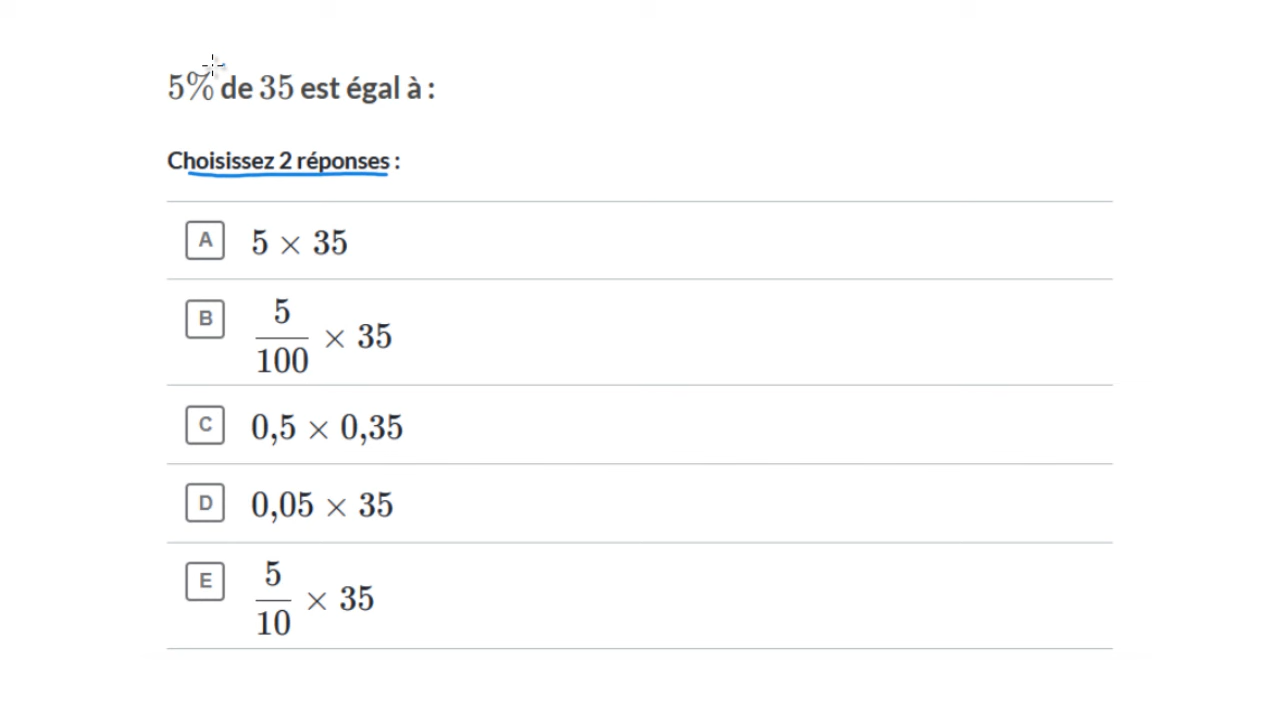 5% de 35 est égal à :
Choisissez 2 réponses :
A 5 × 35
B 5/100 × 35
C 0,5 × 0,35
D 0,05 × 35
E 5/10 × 35